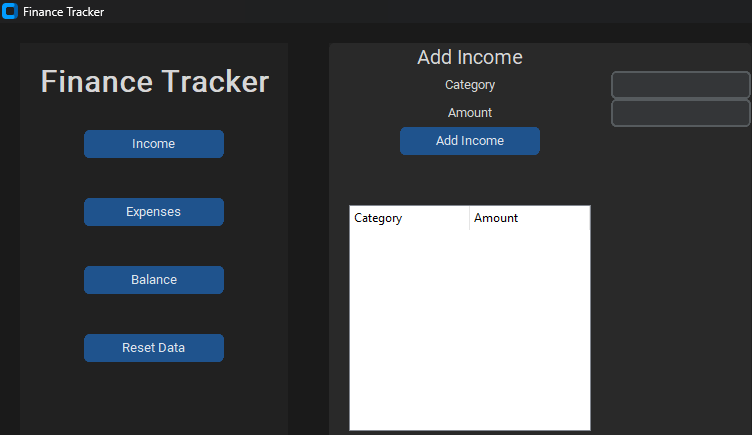 Finance Tracker
Finance Tracker
Income
Expenses
Balance
Reset Data
Add Income
Category
Amount
Add Income
Category Amount